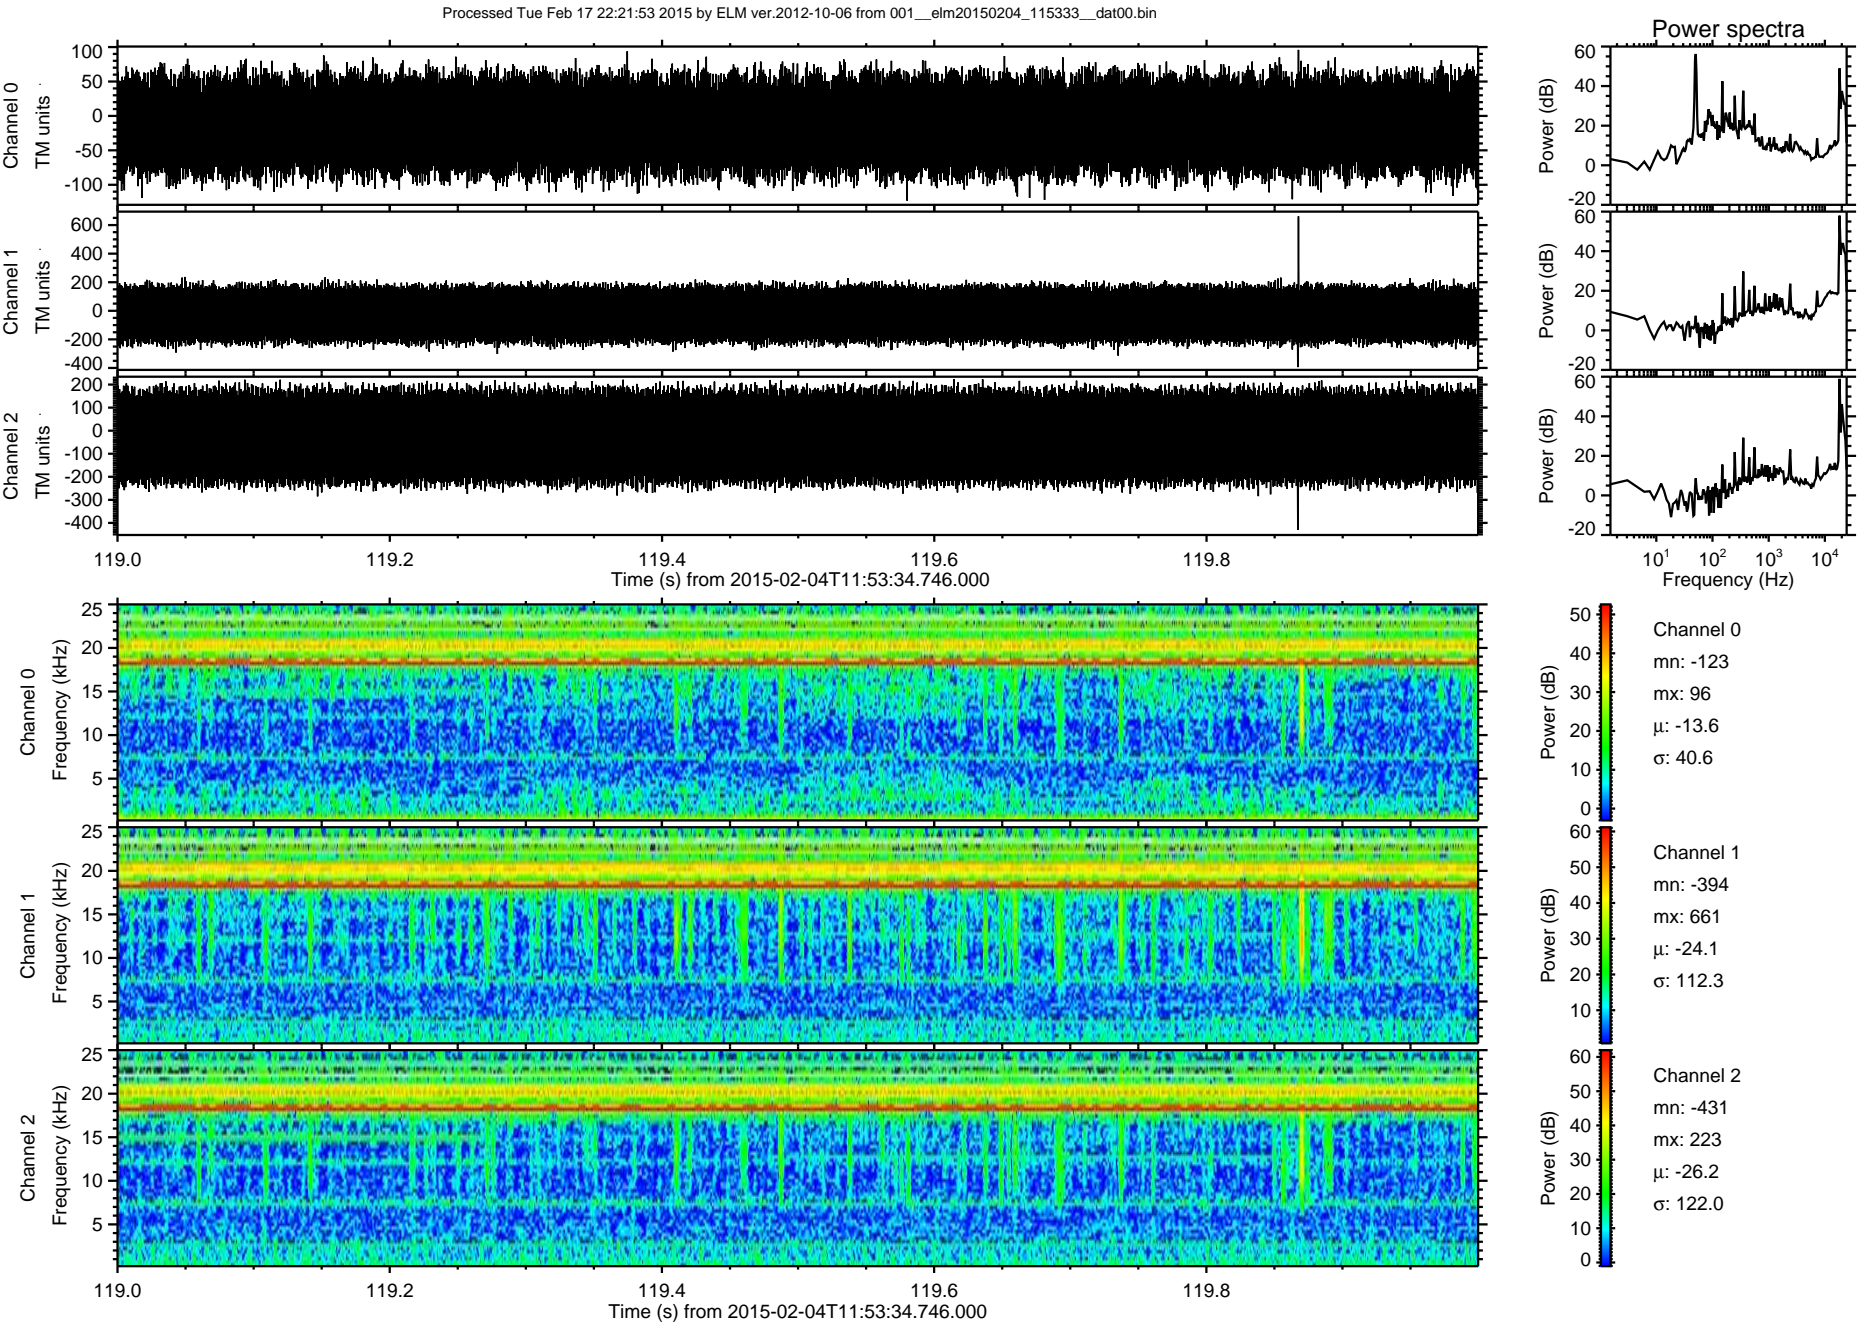 Processed Tue Feb 17 22:21:53 2015 by ELM ver.2012-10-06 from 001__elm20150204_115333__dat00.bin
Power spectra
Channel 0
TM units
100
50
0
-50
-100
Power (dB)
60
40
20
0
-20
Channel 1
TM units
600
400
200
0
-200
-400
Power (dB)
60
40
20
0
-20
Channel 2
TM units
200
100
0
-100
-200
-300
-400
Power (dB)
60
40
20
0
-20
119.0 119.2 119.4 119.6 119.8
Time (s) from 2015-02-04T11:53:34.746.000
10^1 10^2 10^3 10^4
Frequency (Hz)
Channel 0
Frequency (kHz)
25
20
15
10
5
Power (dB)
50
40
30
20
10
0
Channel 0
mn: -123
mx: 96
μ: -13.6
σ: 40.6
Channel 1
Frequency (kHz)
25
20
15
10
5
Power (dB)
60
50
40
30
20
10
Channel 1
mn: -394
mx: 661
μ: -24.1
σ: 112.3
Channel 2
Frequency (kHz)
25
20
15
10
5
Power (dB)
60
50
40
30
20
10
0
Channel 2
mn: -431
mx: 223
μ: -26.2
σ: 122.0
119.0 119.2 119.4 119.6 119.8
Time (s) from 2015-02-04T11:53:34.746.000